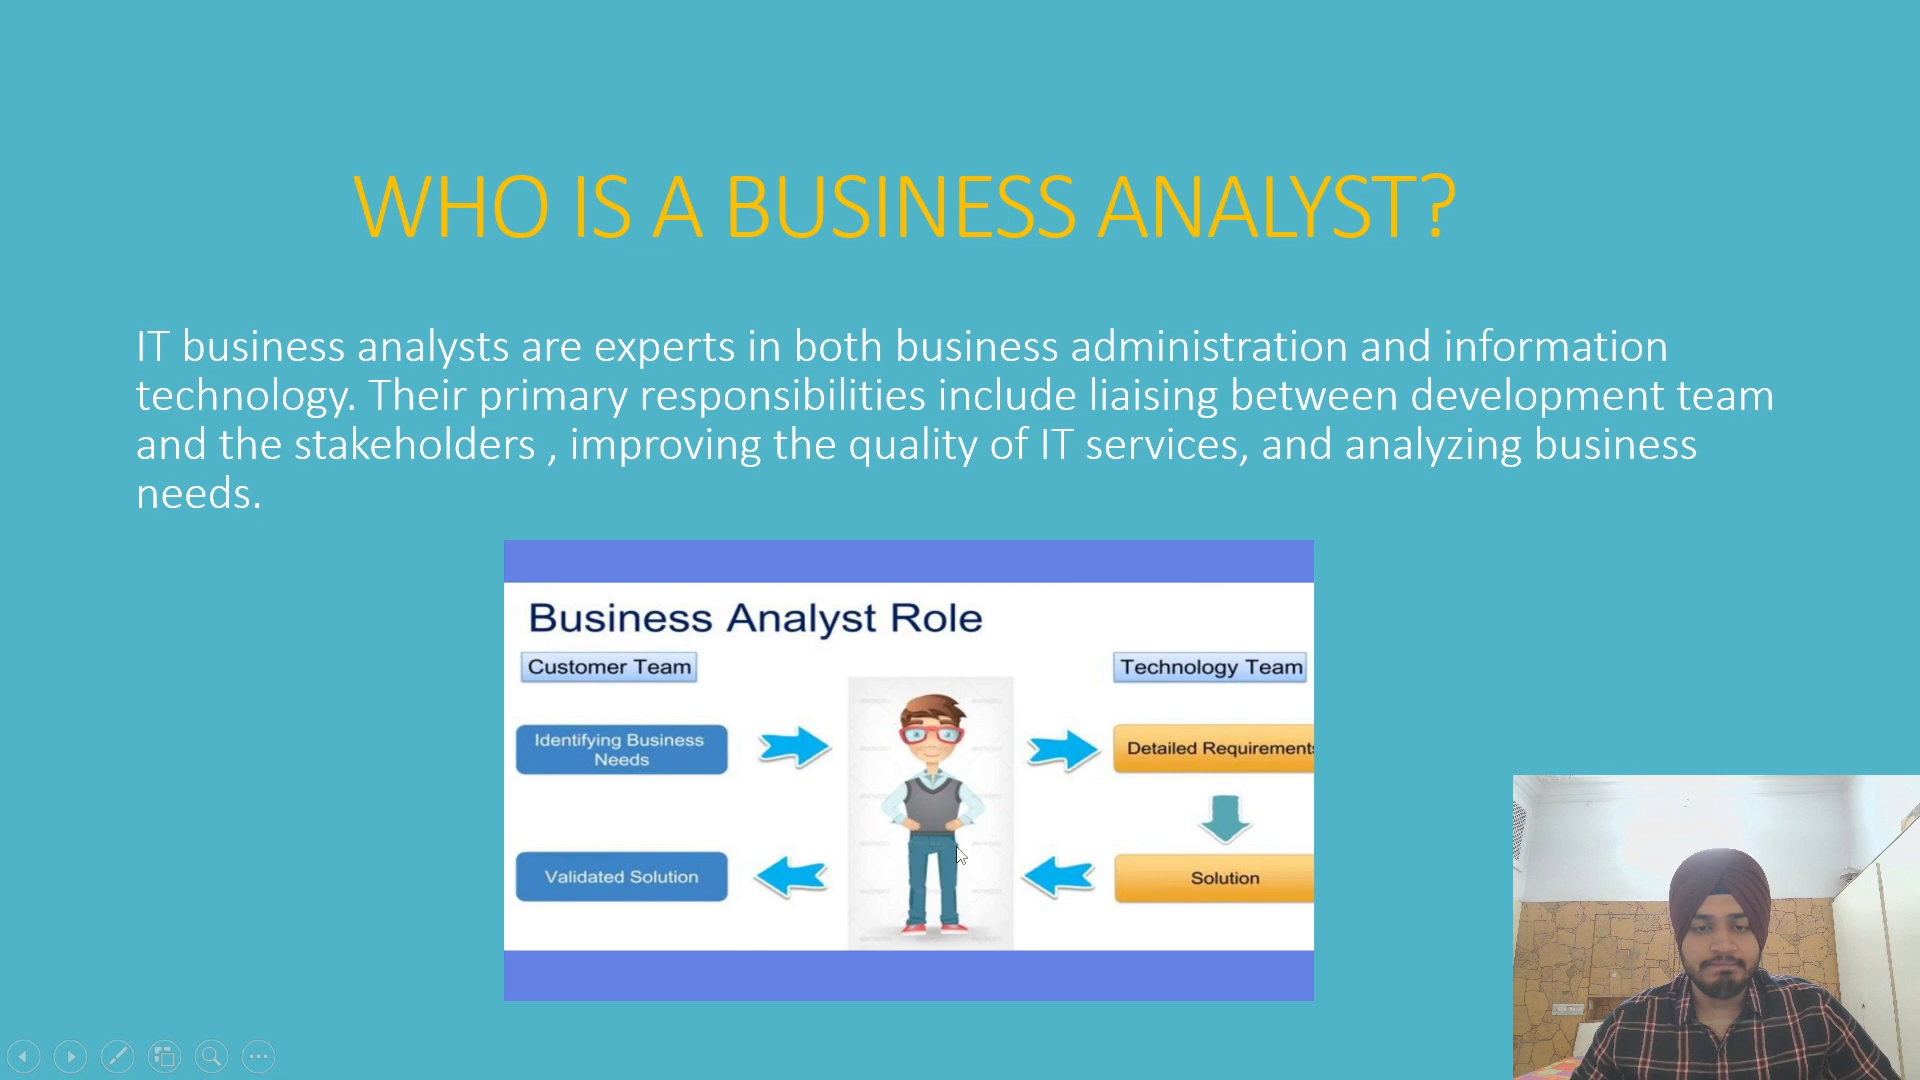 WHO IS A BUSINESS ANALYST?
IT business analysts are experts in both business administration and information
technology. Their primary responsibilities include liaising between development team
and the stakeholders , improving the quality of IT services, and analyzing business
needs.
Business Analyst Role
Customer Team
Technology Team
Identifying Business
Needs
Detailed Requirements
Validated Solution
Solution